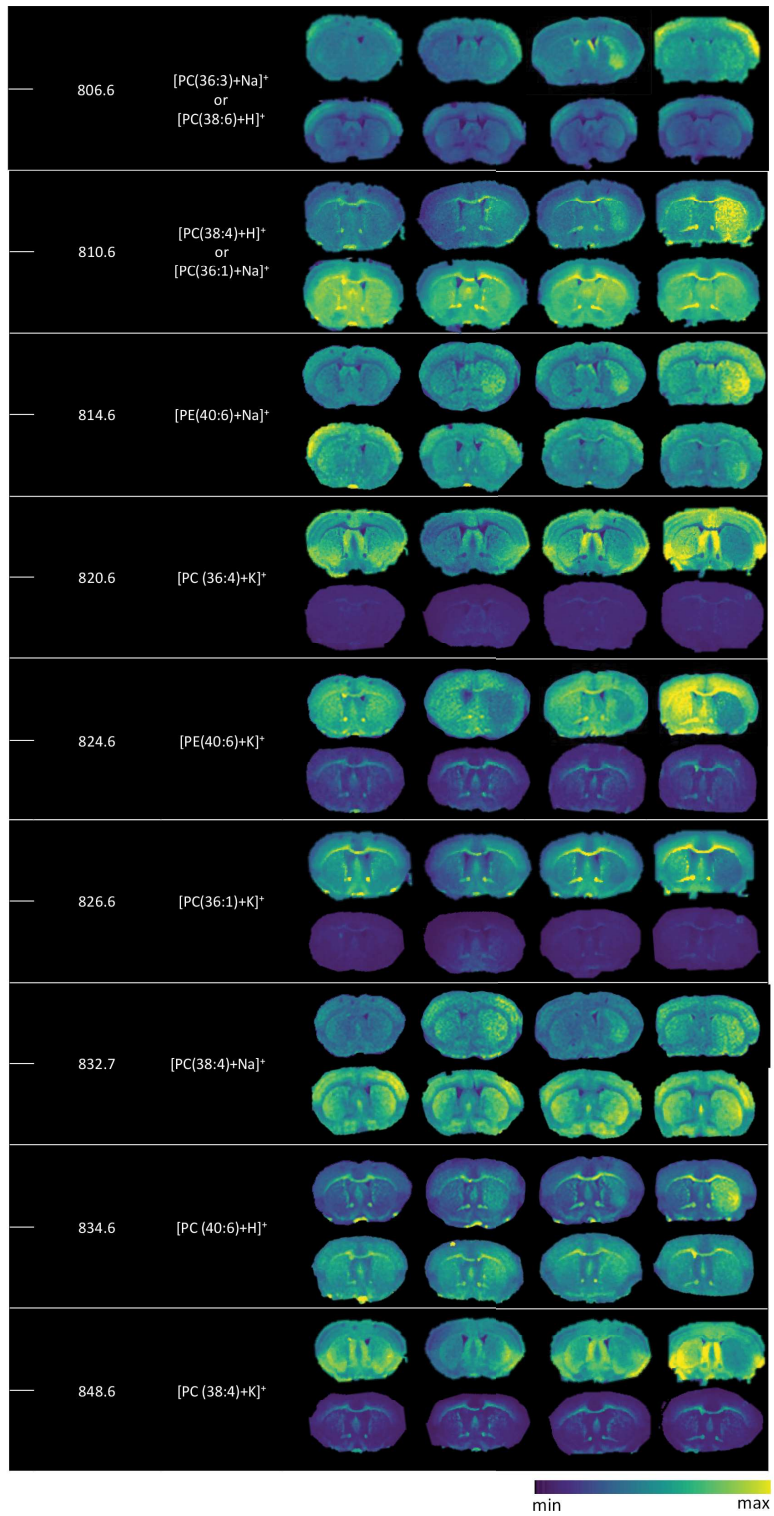 806.6
[PC(36:3)+Na]⁺
or
[PC(38:6)+H]⁺
810.6
[PC(38:4)+H]⁺
or
[PC(36:1)+Na]⁺
814.6
[PE(40:6)+Na]⁺
820.6
[PC (36:4)+K]⁺
824.6
[PE(40:6)+K]⁺
826.6
[PC(36:1)+K]⁺
832.7
[PC(38:4)+Na]⁺
834.6
[PC (40:6)+H]⁺
848.6
[PC (38:4)+K]⁺
min
max